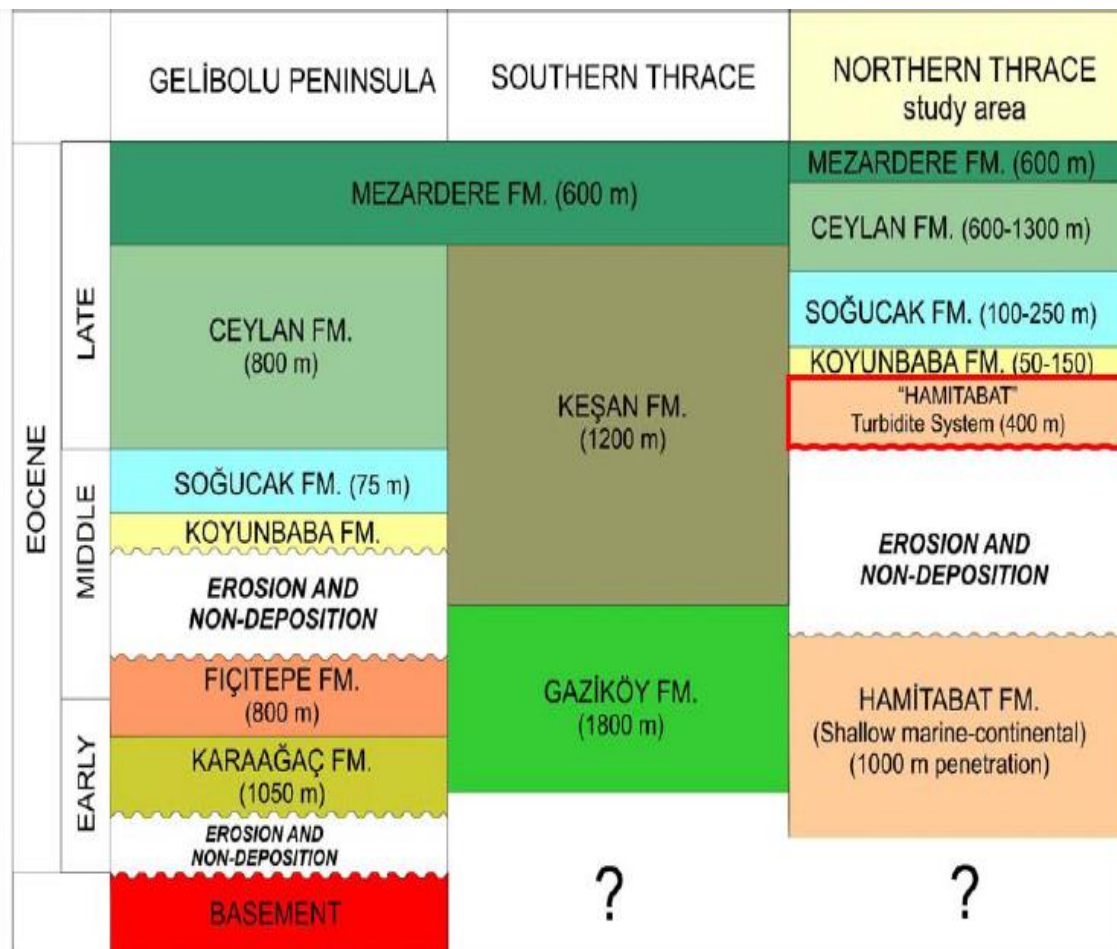 GELİBOLU PENINSULA
SOUTHERN THRACE
NORTHERN THRACE
study area
EOCENE
LATE
MIDDLE
EARLY
MEZARDERE FM. (600 m)
CEYLAN FM.
(800 m)
SOĞUCAK FM. (75 m)
KOYUNBABA FM.
EROSION AND
NON-DEPOSITION
FIÇITEPE FM.
(800 m)
KARAAĞAÇ FM.
(1050 m)
EROSION AND
NON-DEPOSITION
BASEMENT
KEŞAN FM.
(1200 m)
GAZİKÖY FM.
(1800 m)
?
MEZARDERE FM. (600 m)
CEYLAN FM. (600-1300 m)
SOĞUCAK FM. (100-250 m)
KOYUNBABA FM. (50-150)
"HAMITABAT"
Turbidite System (400 m)
EROSION AND
NON-DEPOSITION
HAMİTABAT FM.
(Shallow marine-continental)
(1000 m penetration)
?